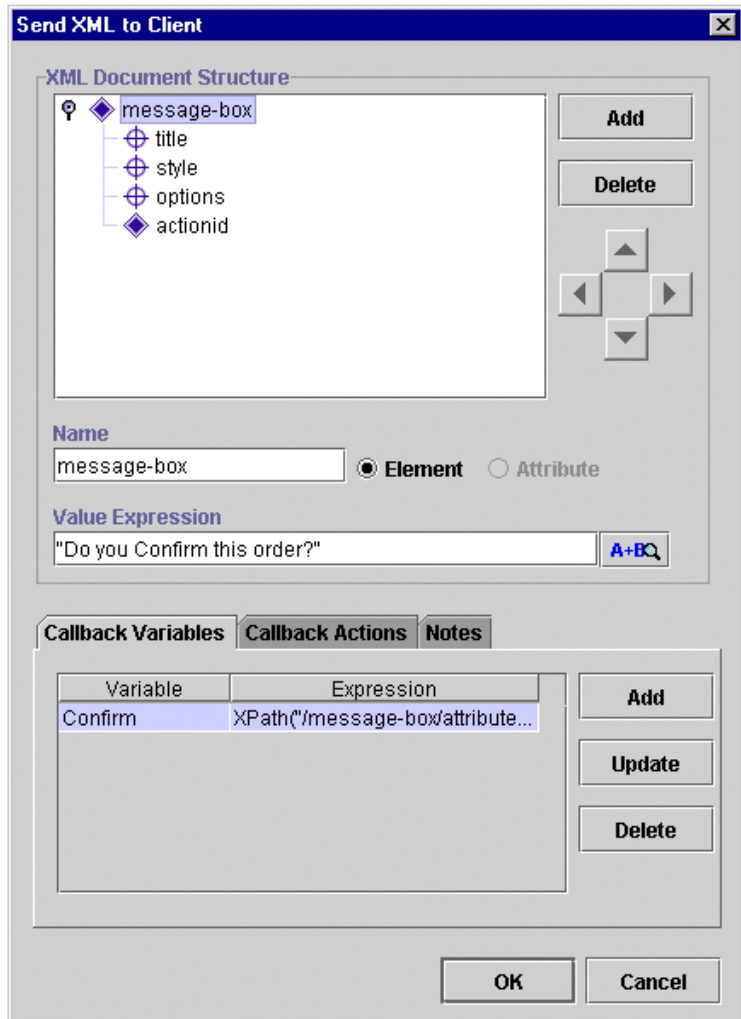 Send XML to Client
XML Document Structure
message-box
title
style
options
actionid
Add
Delete
Name
message-box
Element
Attribute
Value Expression
"Do you Confirm this order?"
A+B
Callback Variables
Callback Actions
Notes
Variable
Expression
Confirm
XPath("/message-box/attribute...
Add
Update
Delete
OK
Cancel